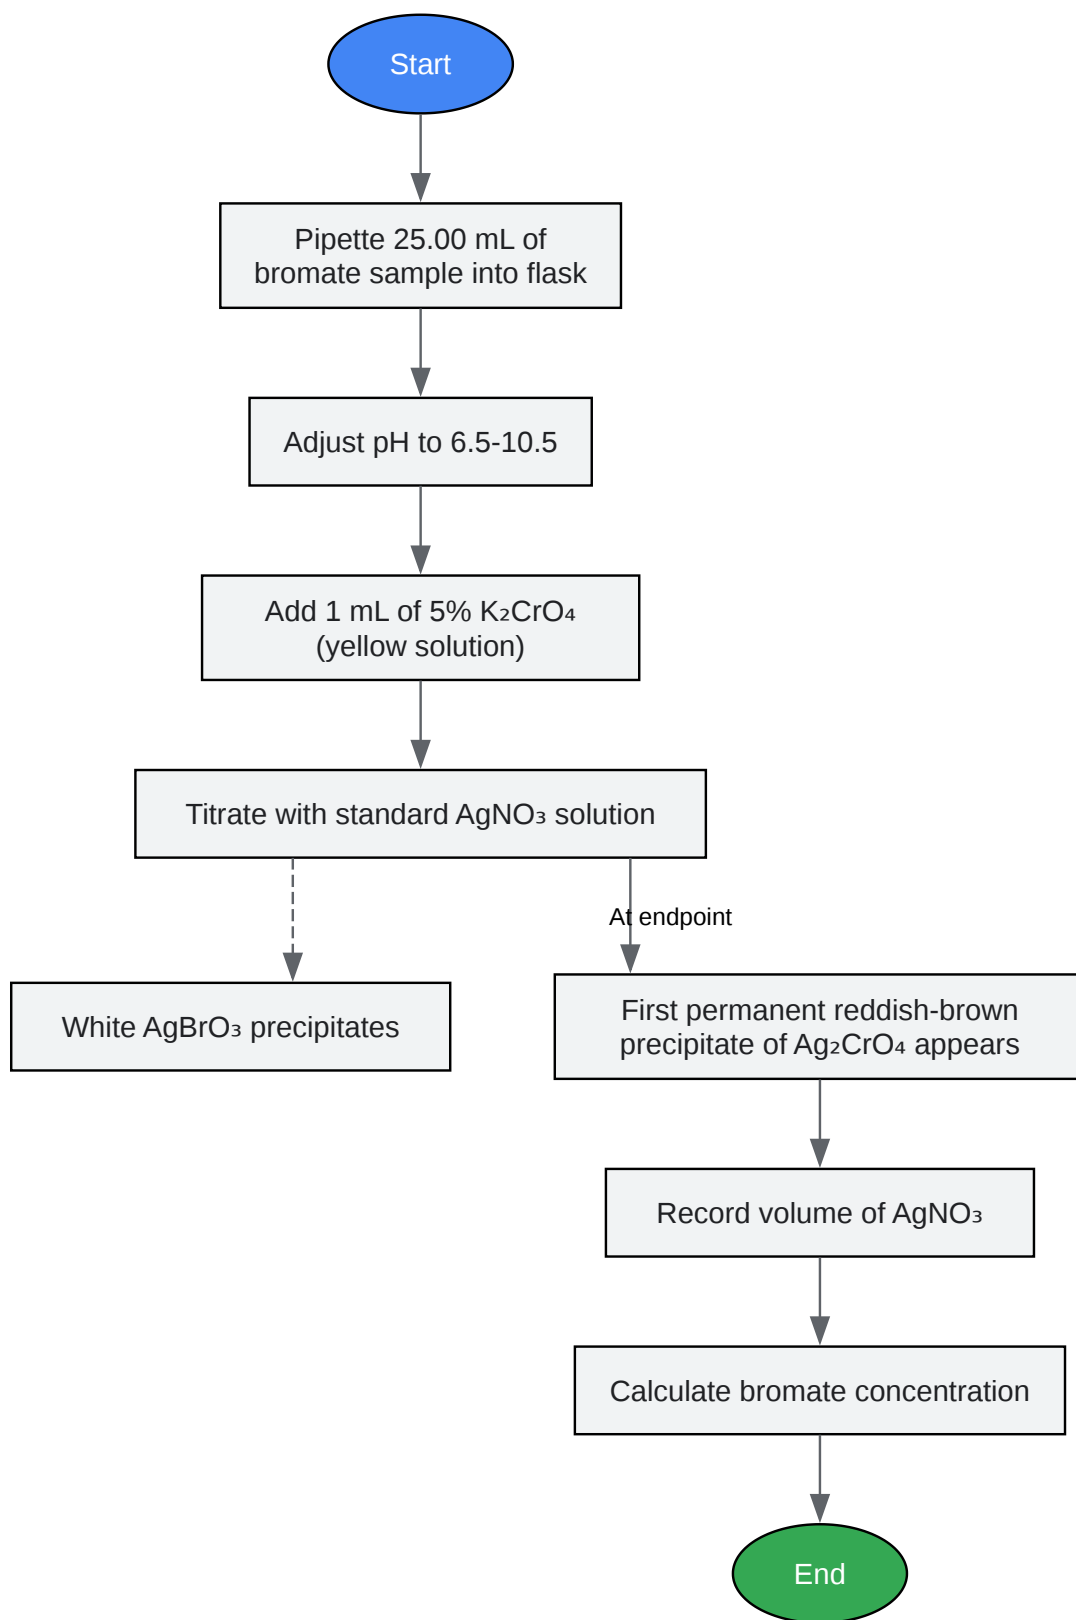 Start
Pipette 25.00 mL of
bromate sample into flask
Adjust pH to 6.5-10.5
Add 1 mL of 5% K₂CrO₄
(yellow solution)
Titrate with standard AgNO₃ solution
At endpoint
White AgBrO₃ precipitates
First permanent reddish-brown
precipitate of Ag₂CrO₄ appears
Record volume of AgNO₃
Calculate bromate concentration
End